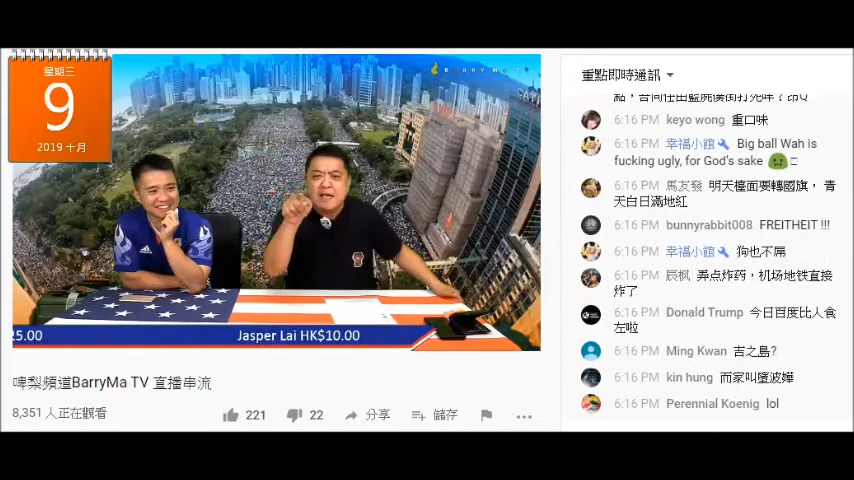 星期三
9
2019 十月
BARRYMATV
25.00
Jasper Lai HK$10.00
啤梨頻道BarryMa TV 直播串流
8,351 人正在觀看
221
22
分享
儲存
重點即時通訊
6:16 PM keyo wong 重口味
6:16 PM 幸福小舘 Big ball Wah is
fucking ugly, for God's sake
6:16 PM 馬友發 明天檯面要轉國旗， 青
天白日滿地紅
6:16 PM bunnyrabbit008 FREITHEIT !!!
6:16 PM 幸福小舘 狗也不屌
6:16 PM 辰枫 弄点炸药，机场地铁直接
炸了
6:16 PM Donald Trump 今日百度比人食
左啦
6:16 PM Ming Kwan 吉之島?
6:16 PM kin hung 而家叫墮波嬅
6:16 PM Perennial Koenig lol